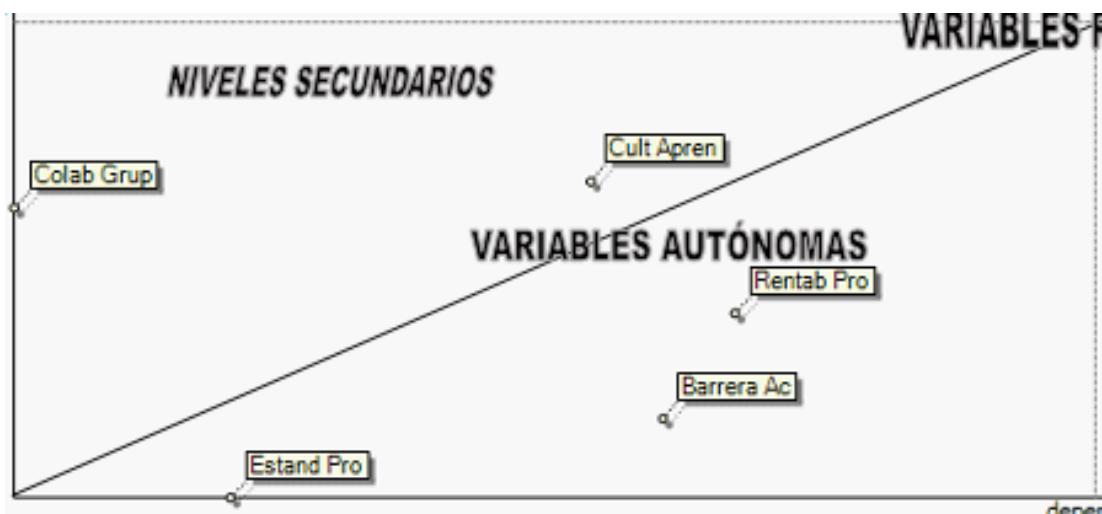 VARIABLES
NIVELES SECUNDARIOS
Cult Apren
Colab Grup
VARIABLES AUTÓNOMAS
Rentab Pro
Barrera Ac
Estand Pro